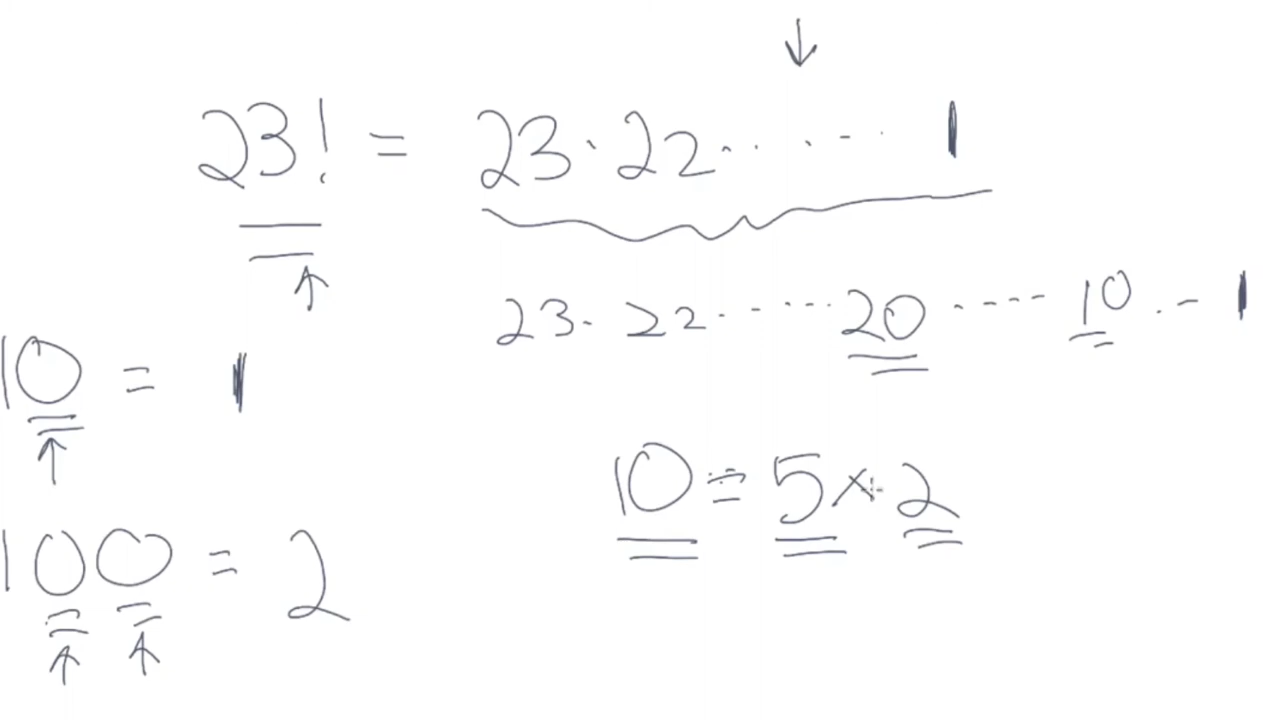 23! = 23 · 22 · · · · - · 1
23 · 22 · - · · - - 20 · - - - - 10 · - 1
10 = 1
10 = 5 × 2
100 = 2